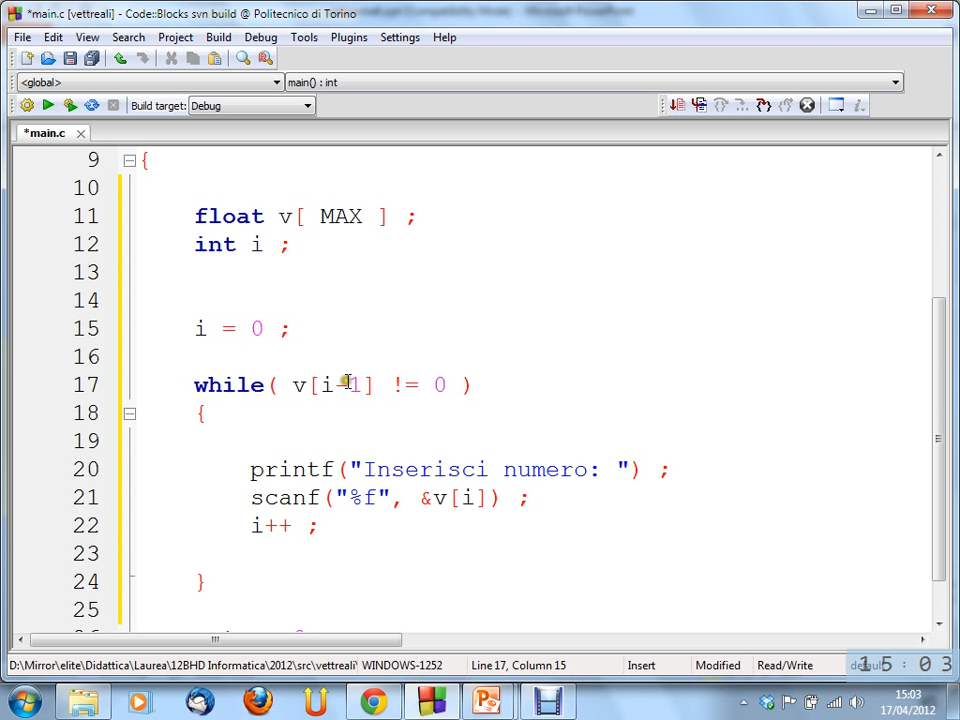 *main.c [vettreali] - Code::Blocks svn build @ Politecnico di Torino
File Edit View Search Project Build Debug Tools Plugins Settings Help
<global> main() : int
Build target: Debug
*main.c
9 {
10
11 float v[ MAX ] ;
12 int i ;
13
14
15 i = 0 ;
16
17 while( v[i-1] != 0 )
18 {
19
20 printf("Inserisci numero: ") ;
21 scanf("%f", &v[i]) ;
22 i++ ;
23
24 }
25
D:\Mirror\elite\Didattica\Laurea\12BHD Informatica\2012\src\vettreali\ WINDOWS-1252 Line 17, Column 15 Insert Modified Read/Write default
15:03
15:03
17/04/2012